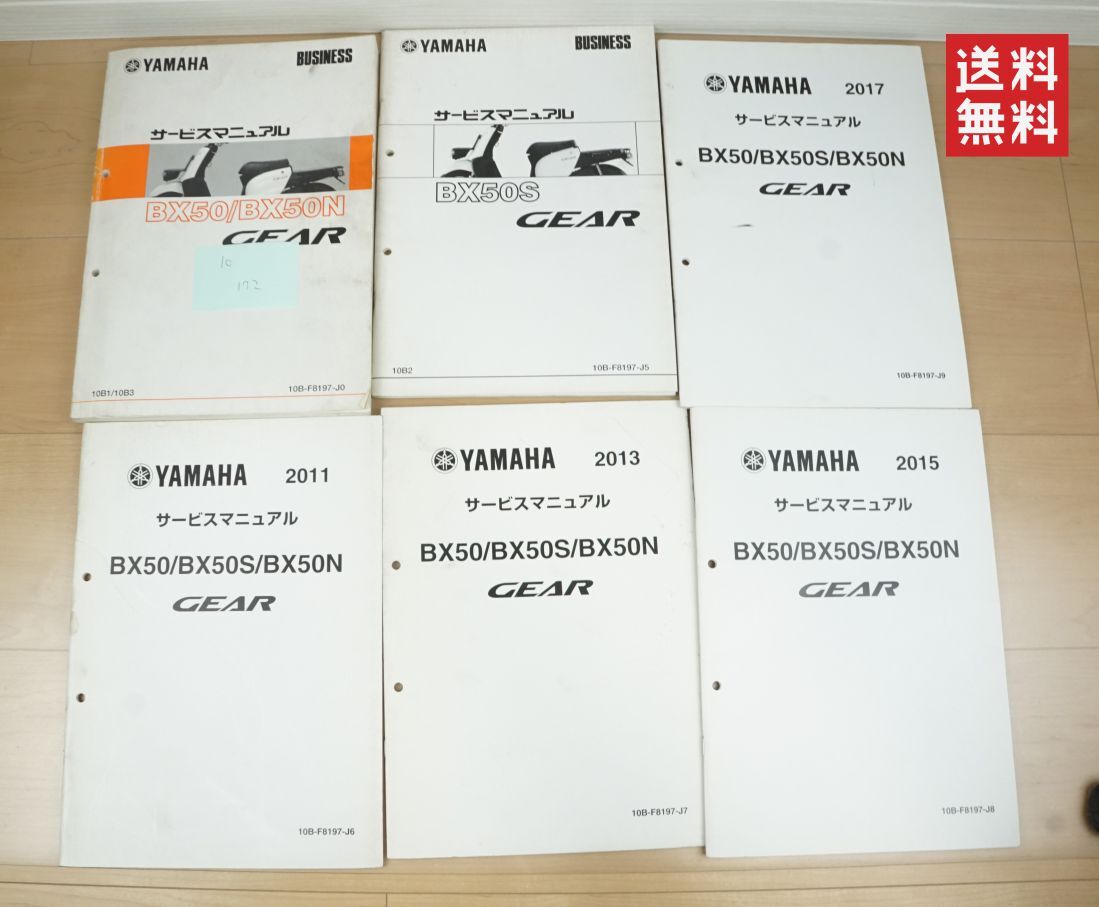 YAMAHA BUSINESS
サービスマニュアル
BX50/BX50N
GEAR
10
172
10B1/10B3 10B-F8197-J0
YAMAHA BUSINESS
サービスマニュアル
BX50S
GEAR
10B2 10B-F8197-J5
YAMAHA 2017
サービスマニュアル
BX50/BX50S/BX50N
GEAR
10B-F8197-J9
送料
無料
YAMAHA 2011
サービスマニュアル
BX50/BX50S/BX50N
GEAR
10B-F8197-J6
YAMAHA 2013
サービスマニュアル
BX50/BX50S/BX50N
GEAR
10B-F8197-J7
YAMAHA 2015
サービスマニュアル
BX50/BX50S/BX50N
GEAR
10B-F8197-J8